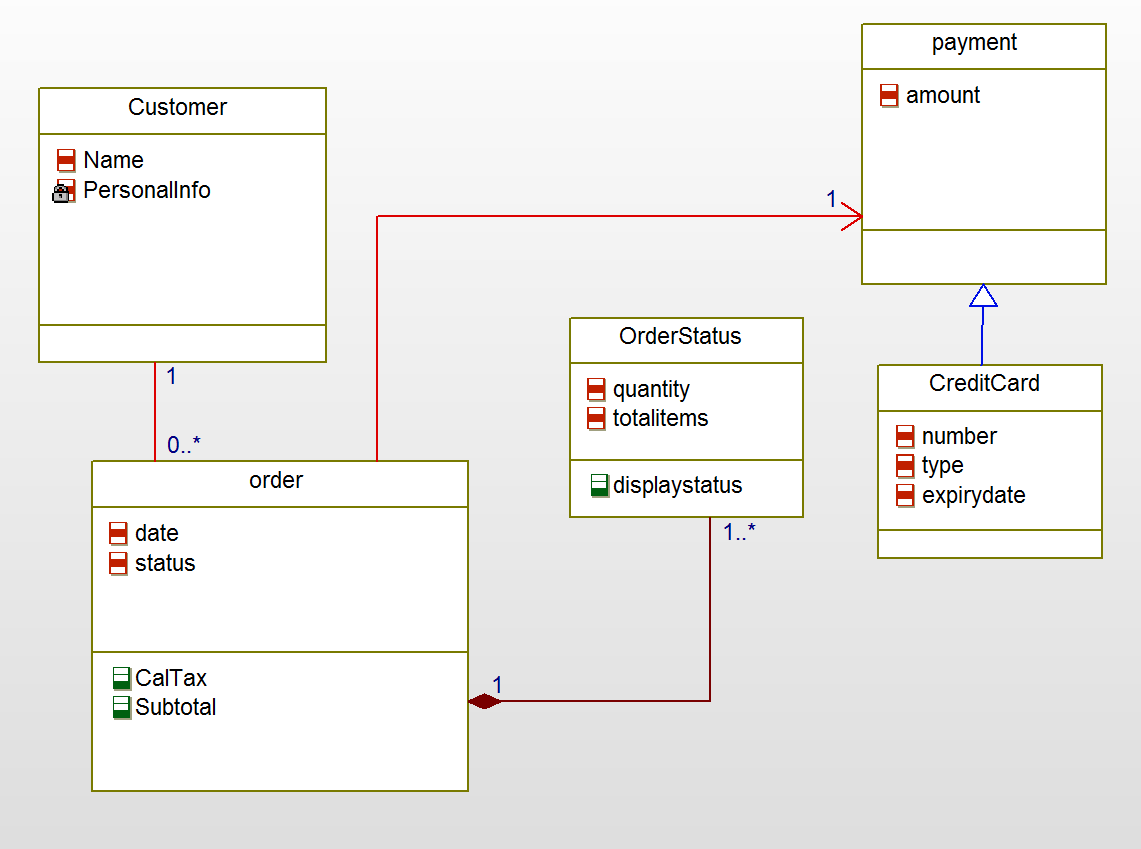 payment
amount
Customer
Name
PersonalInfo
1
1
0..*
OrderStatus
quantity
totalitems
displaystatus
1..*
CreditCard
number
type
expirydate
order
date
status
CalTax
Subtotal
1